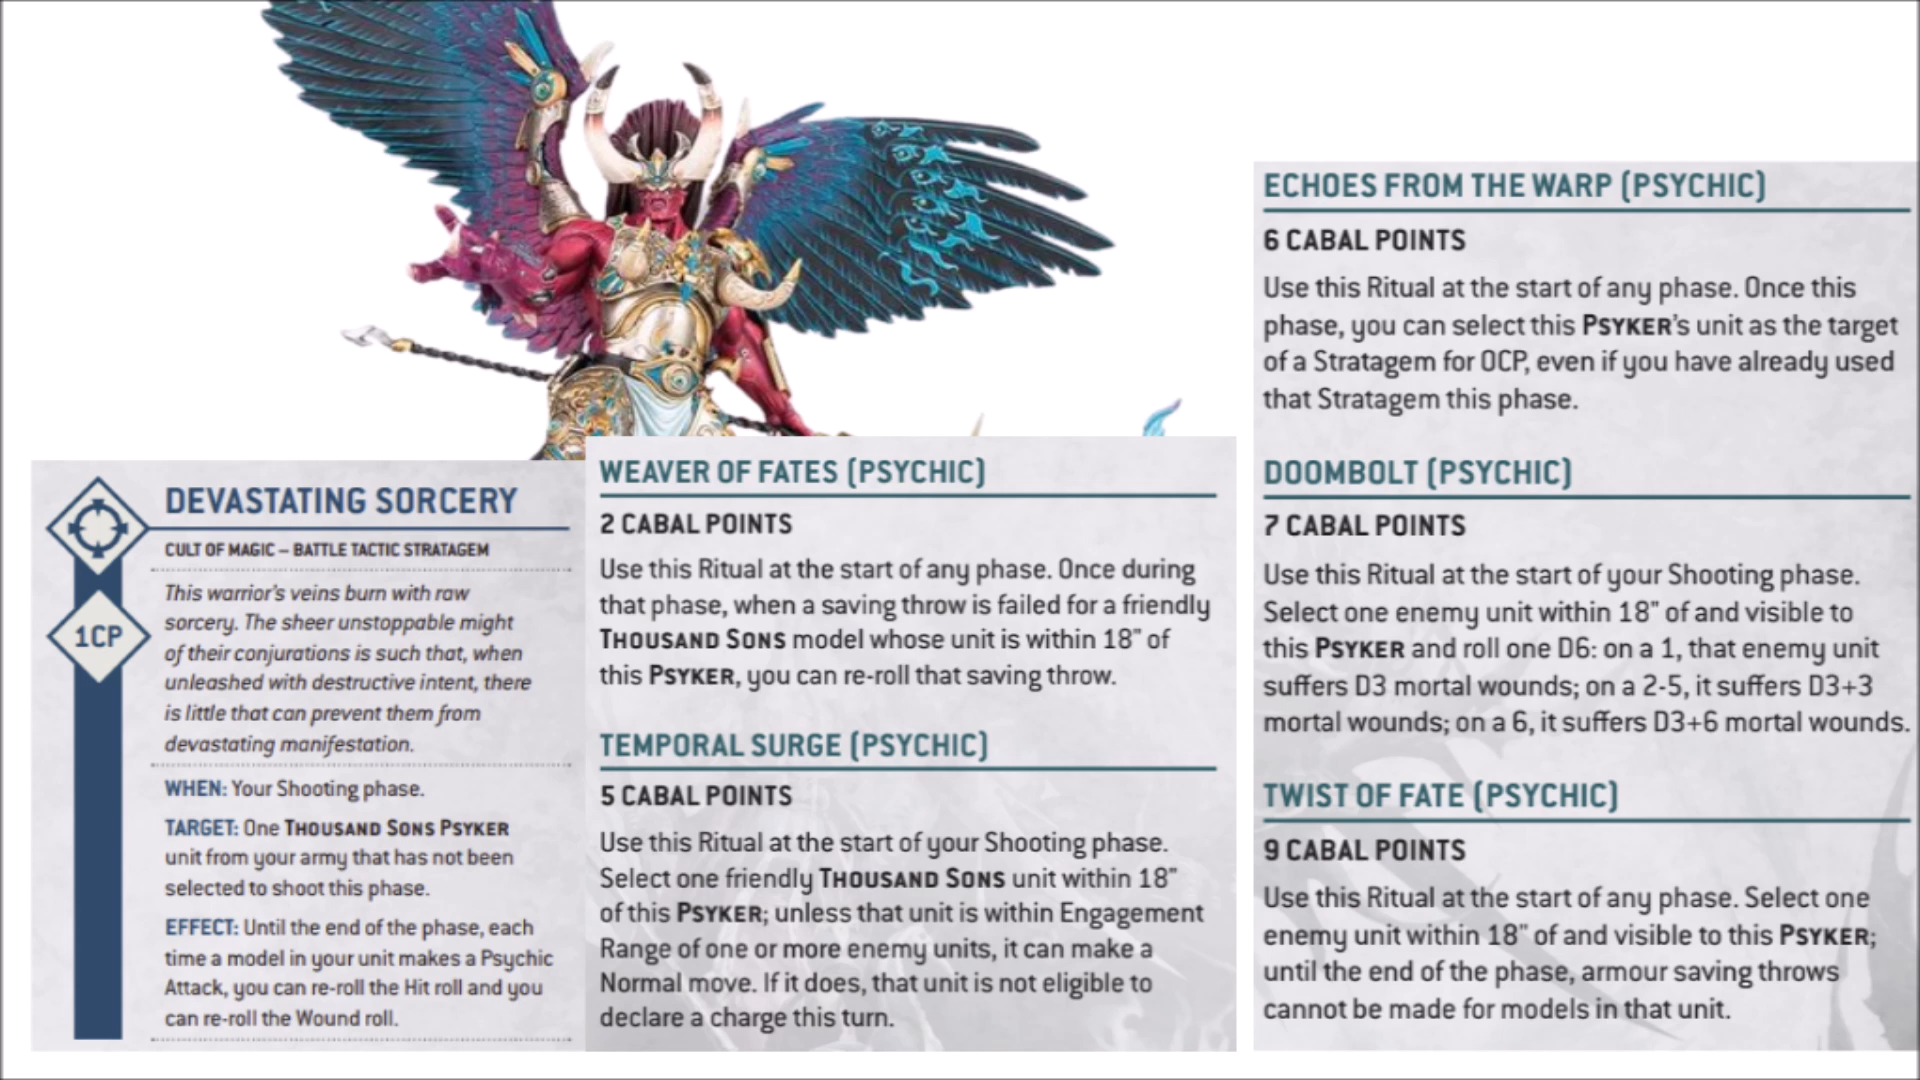 DEVASTATING SORCERY
CULT OF MAGIC – BATTLE TACTIC STRATAGEM
1CP
This warrior's veins burn with raw
sorcery. The sheer unstoppable might
of their conjurations is such that, when
unleashed with destructive intent, there
is little that can prevent them from
devastating manifestation.
WHEN: Your Shooting phase.
TARGET: One THOUSAND SONS PSYKER
unit from your army that has not been
selected to shoot this phase.
EFFECT: Until the end of the phase, each
time a model in your unit makes a Psychic
Attack, you can re-roll the Hit roll and you
can re-roll the Wound roll.
WEAVER OF FATES (PSYCHIC)
2 CABAL POINTS
Use this Ritual at the start of any phase. Once during
that phase, when a saving throw is failed for a friendly
THOUSAND SONS model whose unit is within 18" of
this PSYKER, you can re-roll that saving throw.
TEMPORAL SURGE (PSYCHIC)
5 CABAL POINTS
Use this Ritual at the start of your Shooting phase.
Select one friendly THOUSAND SONS unit within 18"
of this PSYKER; unless that unit is within Engagement
Range of one or more enemy units, it can make a
Normal move. If it does, that unit is not eligible to
declare a charge this turn.
ECHOES FROM THE WARP (PSYCHIC)
6 CABAL POINTS
Use this Ritual at the start of any phase. Once this
phase, you can select this PSYKER's unit as the target
of a Stratagem for 0CP, even if you have already used
that Stratagem this phase.
DOOMBOLT (PSYCHIC)
7 CABAL POINTS
Use this Ritual at the start of your Shooting phase.
Select one enemy unit within 18" of and visible to
this PSYKER and roll one D6: on a 1, that enemy unit
suffers D3 mortal wounds; on a 2-5, it suffers D3+3
mortal wounds; on a 6, it suffers D3+6 mortal wounds.
TWIST OF FATE (PSYCHIC)
9 CABAL POINTS
Use this Ritual at the start of any phase. Select one
enemy unit within 18" of and visible to this PSYKER;
until the end of the phase, armour saving throws
cannot be made for models in that unit.